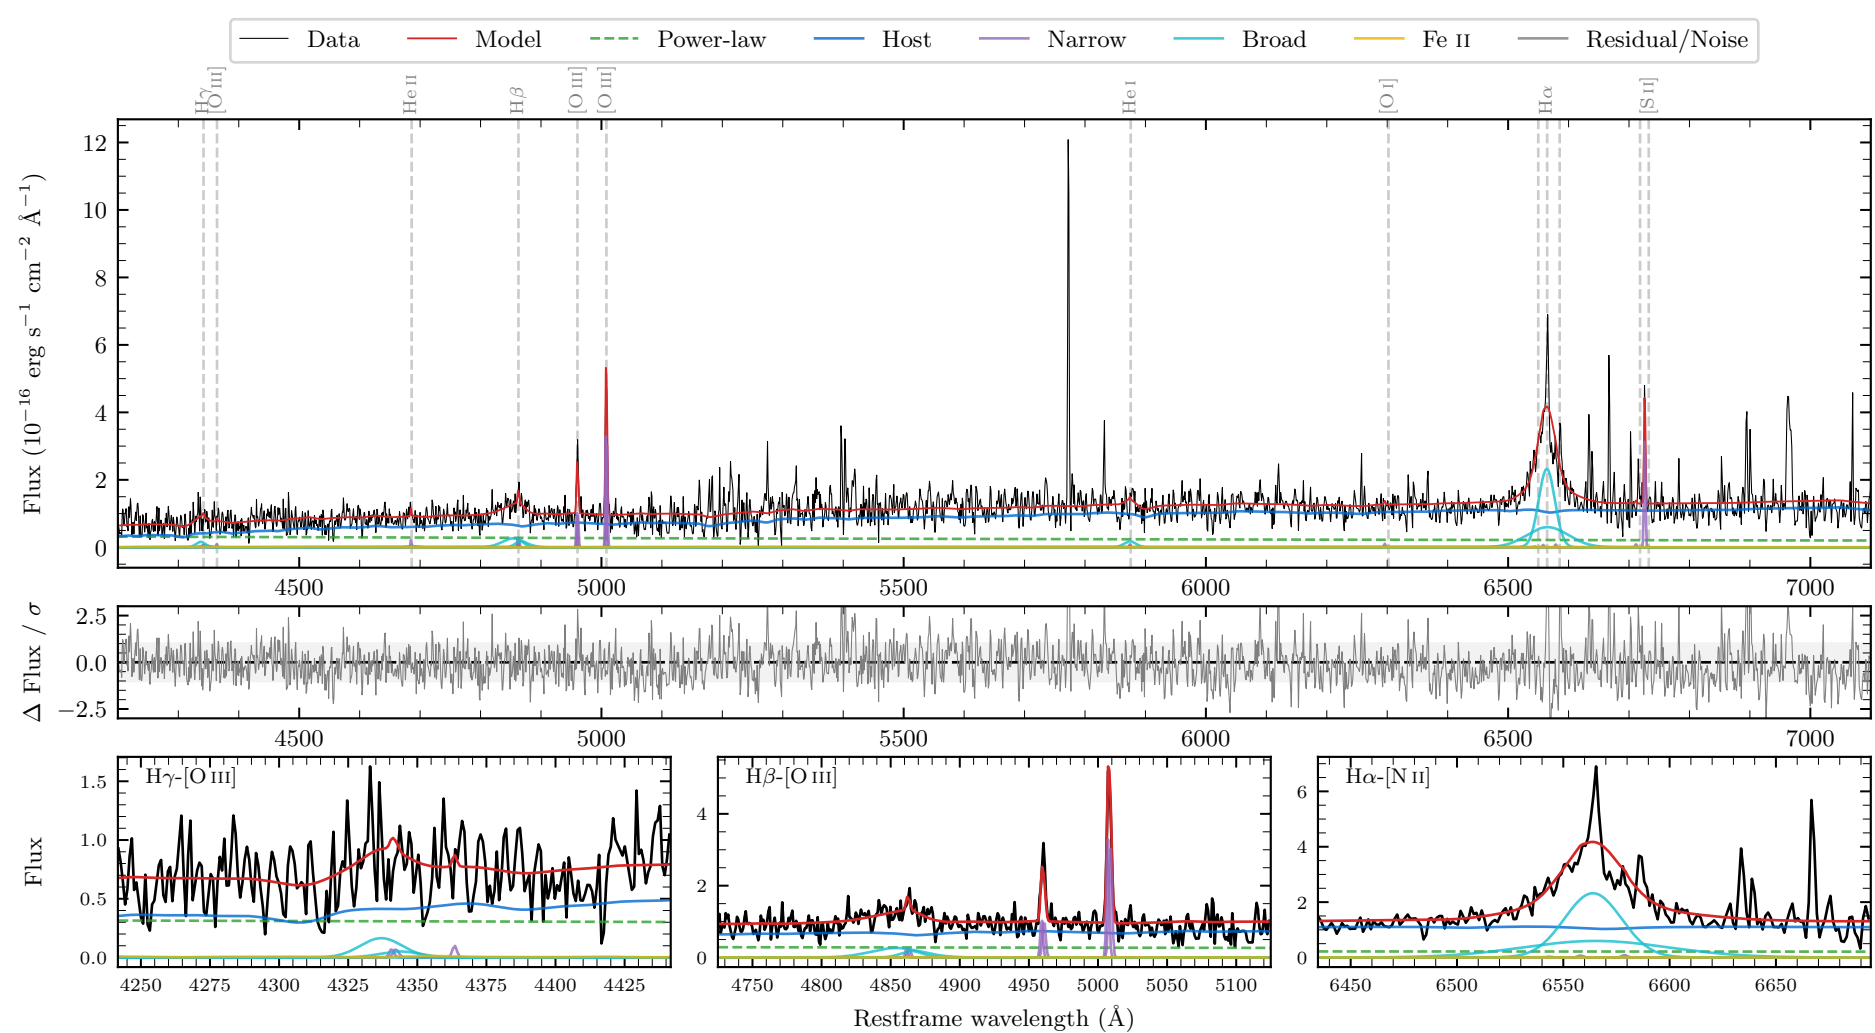 Data Model Power-law Host Narrow Broad Fe II Residual/Noise
Hγ [O III] He II Hβ [O III] [O III] He I [O I] Hα [S II]
Flux (10⁻¹⁶ erg s⁻¹ cm⁻² Å⁻¹)
12
10
8
6
4
2
0
4500 5000 5500 6000 6500 7000
Δ Flux / σ
2.5
0.0
−2.5
4500 5000 5500 6000 6500 7000
Flux
Hγ-[O III]
1.5
1.0
0.5
0.0
4250 4275 4300 4325 4350 4375 4400 4425
Hβ-[O III]
4
2
0
4750 4800 4850 4900 4950 5000 5050 5100
Hα-[N II]
6
4
2
0
6450 6500 6550 6600 6650
Restframe wavelength (Å)